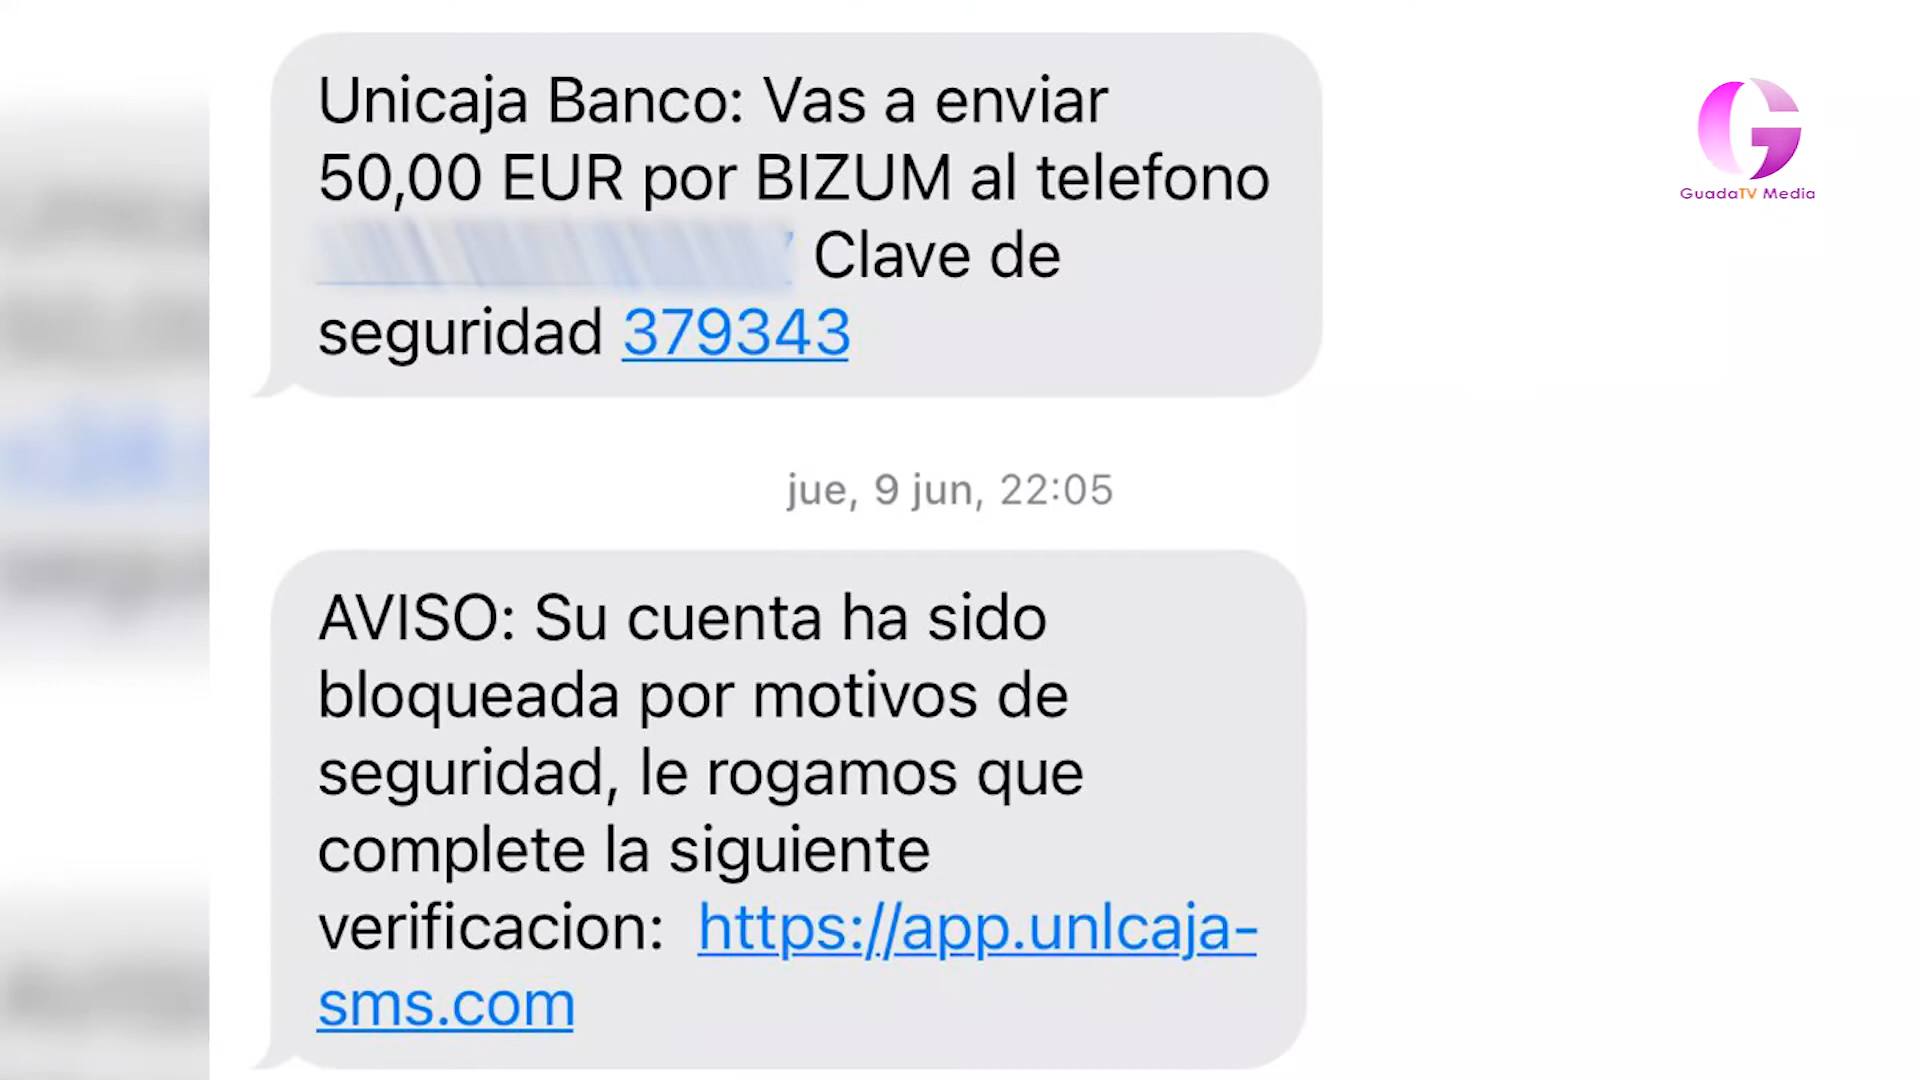 Unicaja Banco: Vas a enviar
50,00 EUR por BIZUM al telefono
Clave de
seguridad 379343
GuadaTV Media
jue, 9 jun, 22:05
AVISO: Su cuenta ha sido
bloqueada por motivos de
seguridad, le rogamos que
complete la siguiente
verificacion: https://app.unlcaja-
sms.com